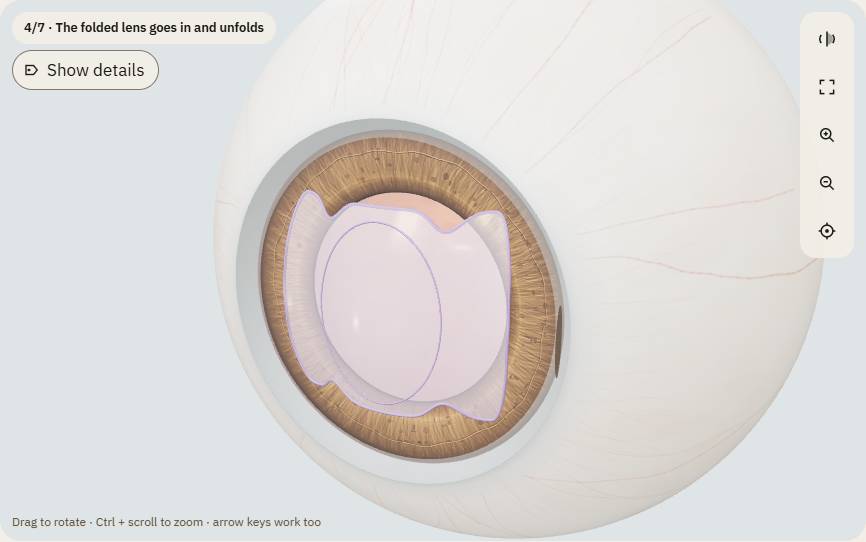 4/7 · The folded lens goes in and unfolds
Show details
Drag to rotate · Ctrl + scroll to zoom · arrow keys work too